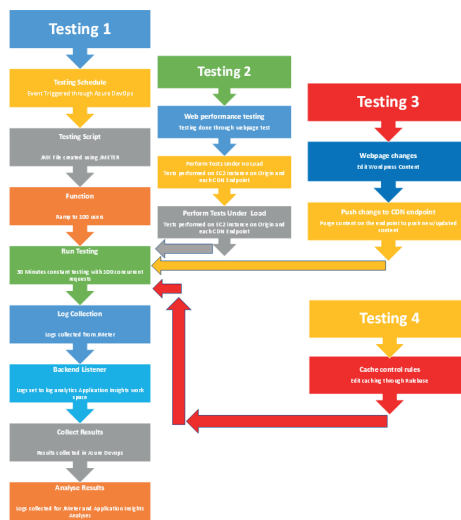 Testing 1
Testing Schedule
Event Triggered through Azure DevOps
Testing Script
JMX File created using JMETER
Function
Ramp to 100 users
Run Testing
30 Minutes constant testing with 100 concurrent
requests
Log Collection
Logs collected from JMeter
Backend Listener
Logs set to log analytics Application Insights work
space
Collect Results
Results collected in Azure Devops
Analyse Results
Logs collected for JMeter and Application Insights
Analyses
Testing 2
Web performance testing
Testing done through webpage test
Perform Tests Under no Load
Tests performed on EC2 Instance on Origin and
each CDN Endpoint
Perform Tests Under Load
Tests performed on EC2 Instance on Origin
and each CDN Endpoint
Testing 3
Webpage changes
Edit Wordpress Content
Push change to CDN endpoint
Purge content on the endpoint to push new/updated
content
Testing 4
Cache control rules
Edit caching through Rulebase